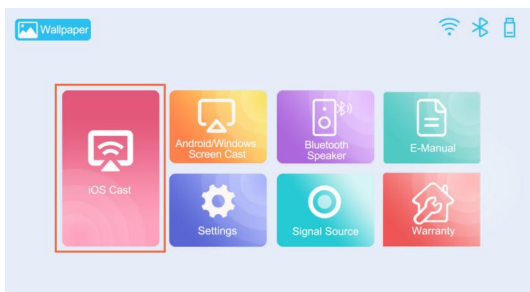 Wallpaper
iOS Cast
Android/Windows
Screen Cast
Bluetooth
Speaker
E-Manual
Settings
Signal Source
Warranty